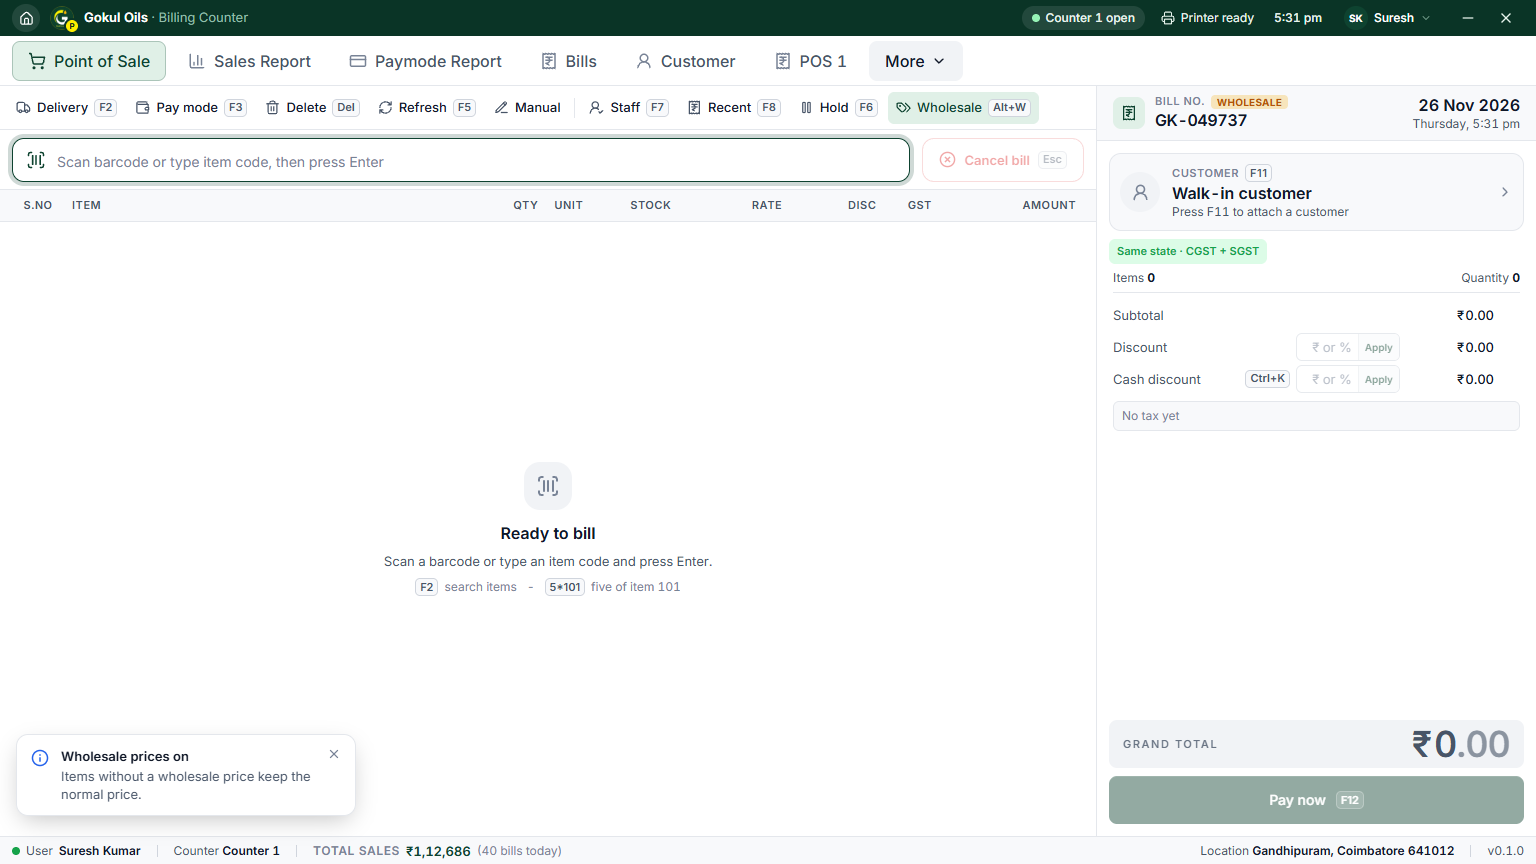 P
Gokul Oils · Billing Counter
Counter 1 open
Printer ready
5:31 pm
SK Suresh
Point of Sale
Sales Report
Paymode Report
Bills
Customer
POS 1
More
Delivery F2
Pay mode F3
Delete Del
Refresh F5
Manual
Staff F7
Recent F8
Hold F6
Wholesale Alt+W
Scan barcode or type item code, then press Enter
Cancel bill Esc
S.NO ITEM QTY UNIT STOCK RATE DISC GST AMOUNT
Ready to bill
Scan a barcode or type an item code and press Enter.
F2 search items - 5*101 five of item 101
Wholesale prices on
Items without a wholesale price keep the
normal price.
BILL NO. WHOLESALE
GK-049737
26 Nov 2026
Thursday, 5:31 pm
CUSTOMER F11
Walk-in customer
Press F11 to attach a customer
Same state · CGST + SGST
Items 0 Quantity 0
Subtotal ₹0.00
Discount ₹ or % Apply ₹0.00
Cash discount Ctrl+K ₹ or % Apply ₹0.00
No tax yet
GRAND TOTAL ₹0.00
Pay now F12
User Suresh Kumar
Counter Counter 1
TOTAL SALES ₹1,12,686 (40 bills today)
Location Gandhipuram, Coimbatore 641012
v0.1.0